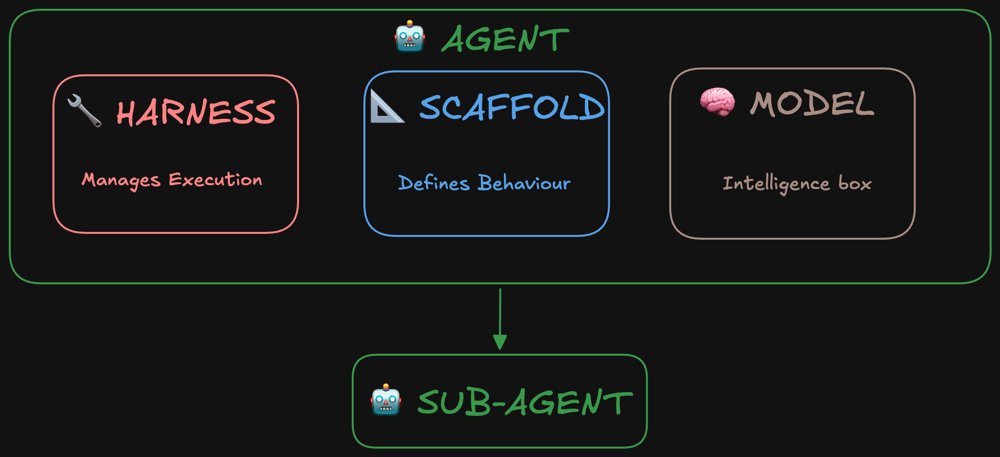 AGENT
HARNESS
Manages Execution
SCAFFOLD
Defines Behaviour
MODEL
Intelligence box
SUB-AGENT